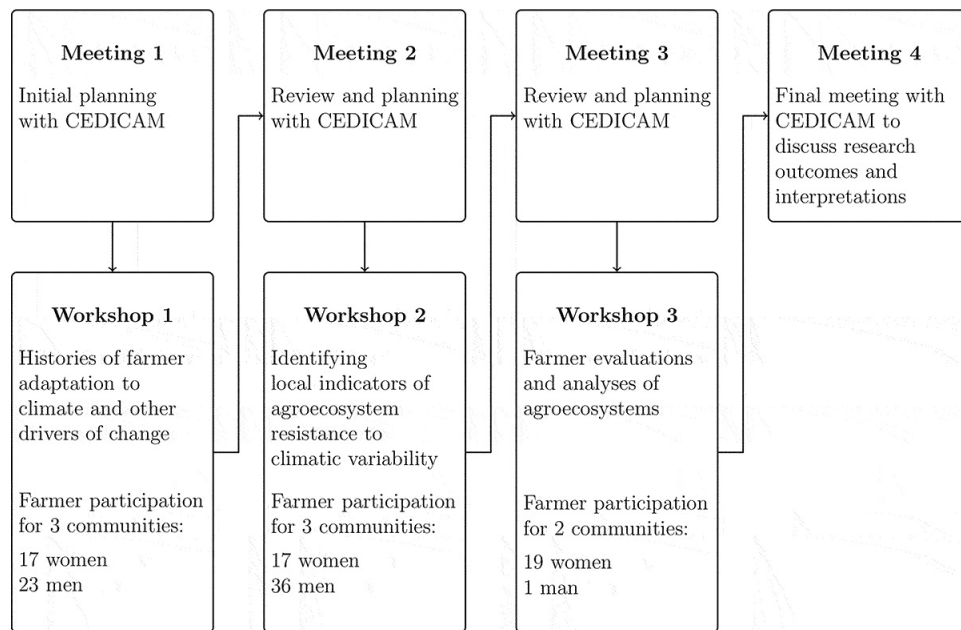 Meeting 1
Initial planning
with CEDICAM
Meeting 2
Review and planning
with CEDICAM
Meeting 3
Review and planning
with CEDICAM
Meeting 4
Final meeting with
CEDICAM to
discuss research
outcomes and
interpretations
Workshop 1
Histories of farmer
adaptation to
climate and other
drivers of change
Farmer participation
for 3 communities:
17 women
23 men
Workshop 2
Identifying
local indicators of
agroecosystem
resistance to
climatic variability
Farmer participation
for 3 communities:
17 women
36 men
Workshop 3
Farmer evaluations
and analyses of
agroecosystems
Farmer participation
for 2 communities:
19 women
1 man